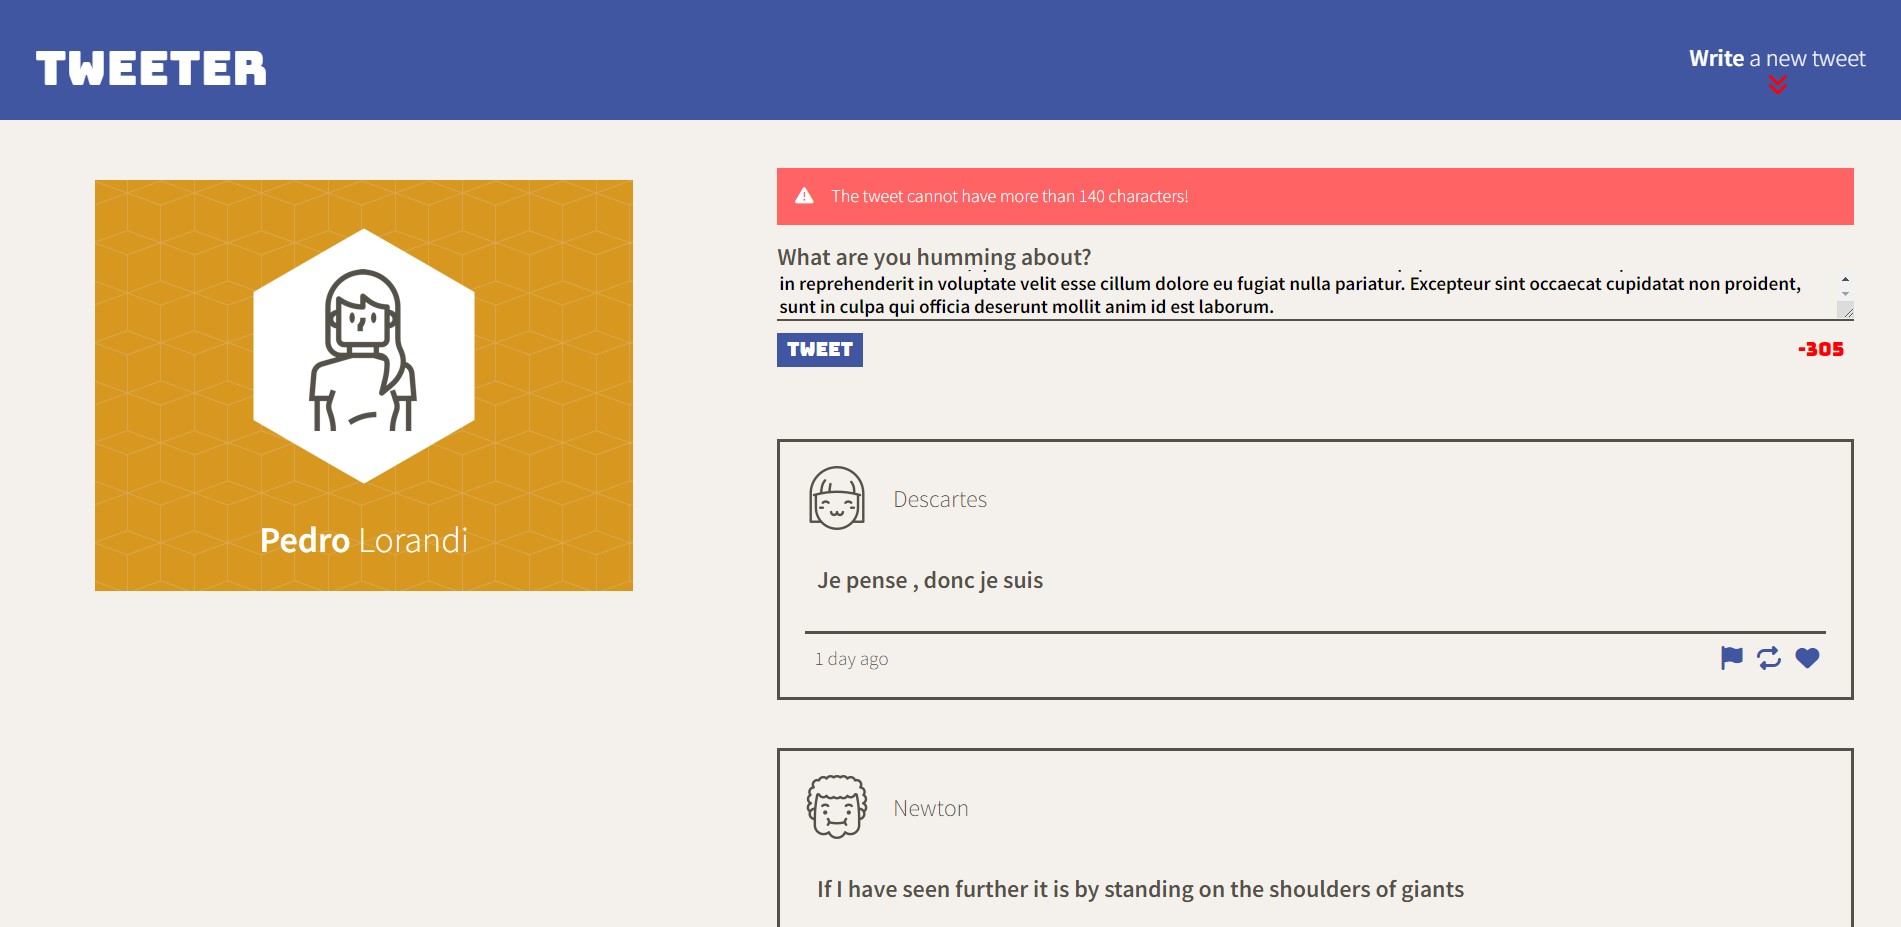 TWEETER
Write a new tweet
Pedro Lorandi
The tweet cannot have more than 140 characters!
What are you humming about?
in reprehenderit in voluptate velit esse cillum dolore eu fugiat nulla pariatur. Excepteur sint occaecat cupidatat non proident,
sunt in culpa qui officia deserunt mollit anim id est laborum.
TWEET
-305
Descartes
Je pense , donc je suis
1 day ago
Newton
If I have seen further it is by standing on the shoulders of giants